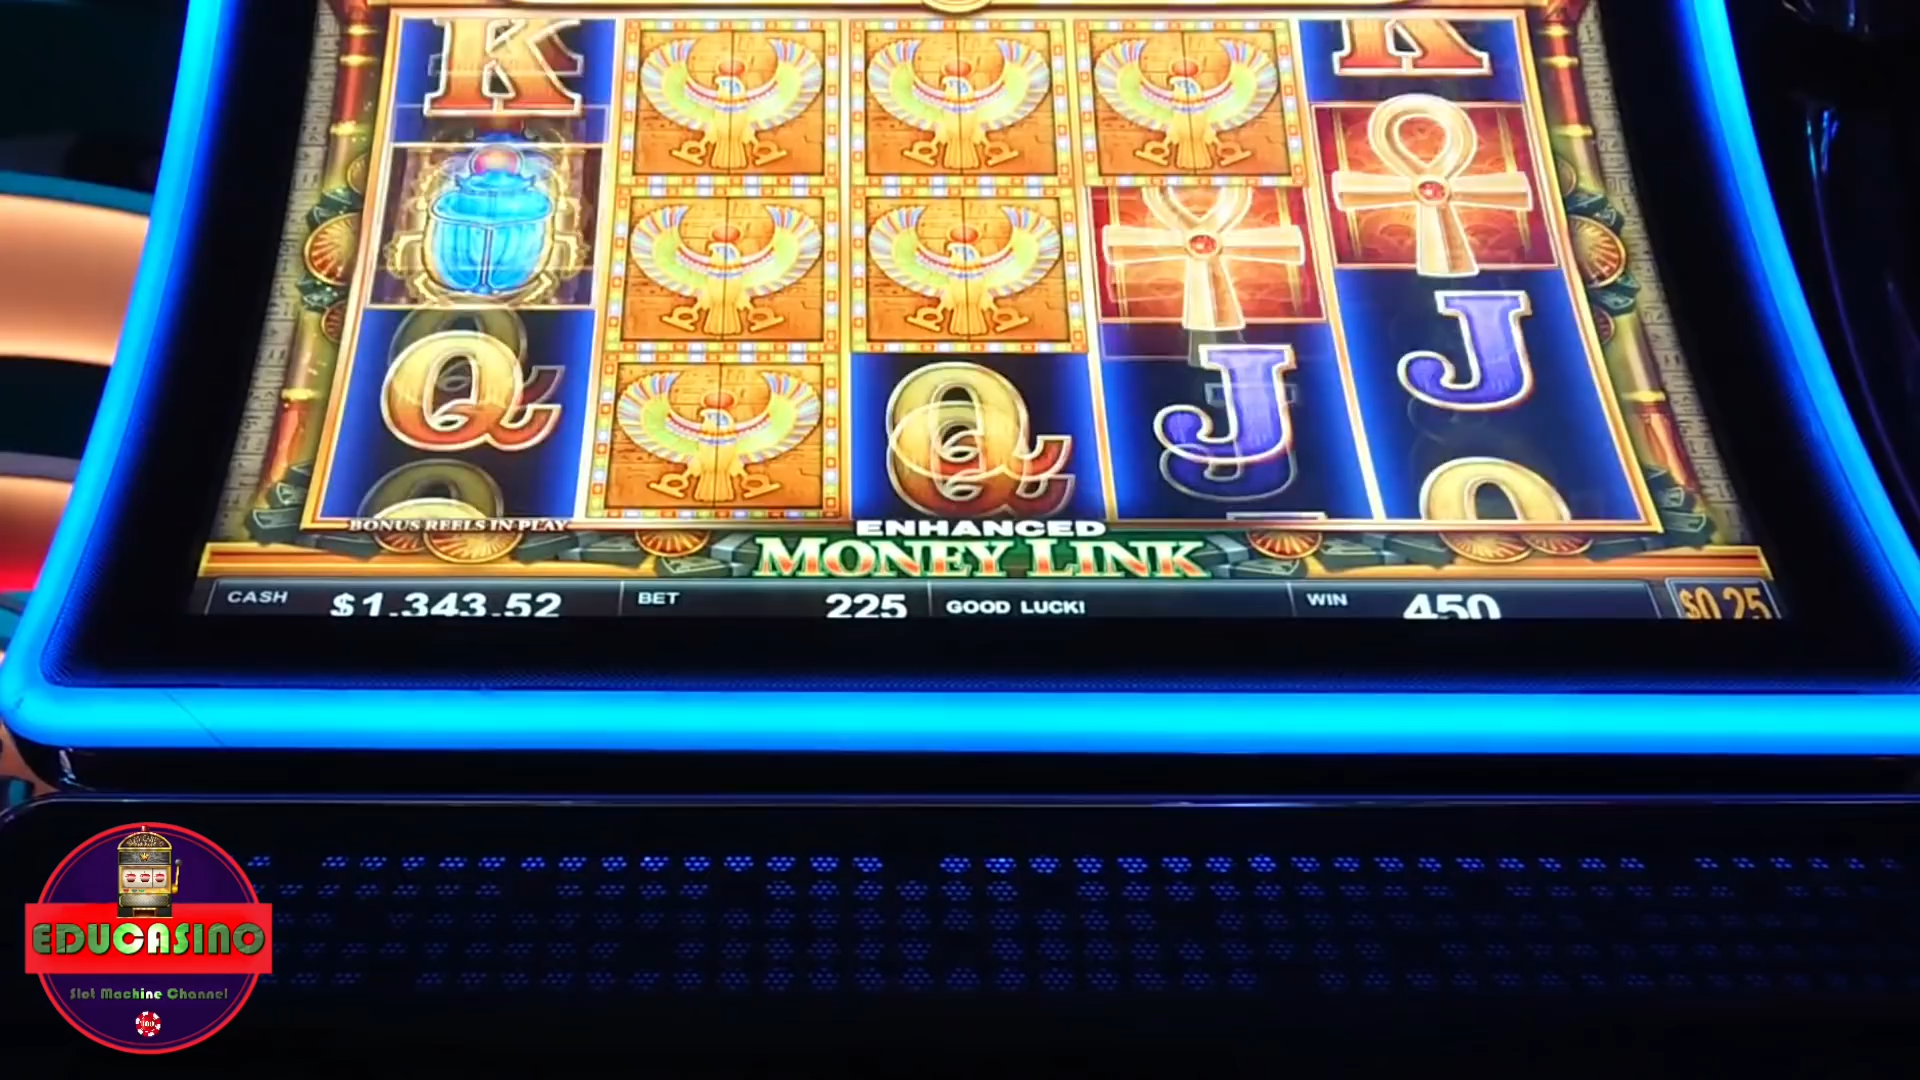 K
Q
Q
J
J
BONUS REELS IN PLAY
ENHANCED
MONEY LINK
CASH $1,343.52 BET 225 GOOD LUCK! WIN 450 $0.25
EDUCASINO
Slot Machine Channel